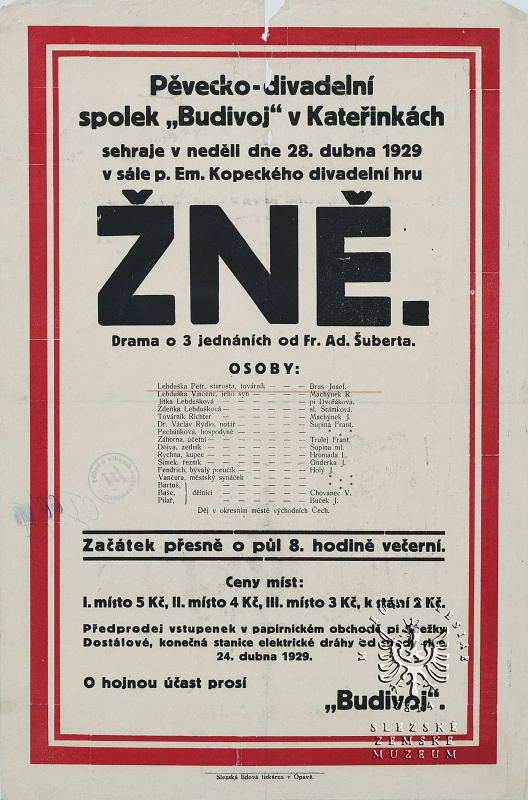 Pěvecko-divadelní
spolek „Budivoj“ v Kateřinkách
sehraje v neděli dne 28. dubna 1929
v sále p. Em. Kopeckého divadelní hru
ŽNĚ.
Drama o 3 jednáních od Fr. Ad. Šuberta.
OSOBY:
Lebduška Petr, starosta, továrník — — — Brus Josef.
Lebduška Vincenc, jeho syn — — — — Machýnek R.
Jitka Lebdušková — — — — — pí Dvořáková.
Zdeňka Lebdušková — — — — — sl. Šrámková.
Továrník Richter — — — — — Machýnek J.
Dr. Václav Rýdlo, notář — — — — Šupina Frant.
Pechánková, hospodyně — — — — * * *
Záhorna, účetní — — — — — Trulej Frant.
Dojva, zedník — — — — — Šupina ml.
Rychna, kupec — — — — — Hromada L.
Šimek, řezník — — — — — Onderka J.
Fendrich, bývalý poručík — — — — Holý J.
Vančura, městský synáček — — — — * * *
Bartoš, — — — — * * *
Baše, dělníci — — — — Chovanec V.
Pilař, — — — — Buček J.
Děj v okresním městě východních Čech.
Začátek přesně o půl 8. hodině večerní.
Ceny míst:
I. místo 5 Kč, II. místo 4 Kč, III. místo 3 Kč, k stání 2 Kč.
Předprodej vstupenek v papírnickém obchodě pí
Dostálové, konečná stanice elektrické dráhy od
24. dubna 1929.
O hojnou účast prosí
„Budivoj“.
SLEZSKÉ
ZEMSKÉ
MUZEUM
1814
Slezská lidová tiskárna v Opavě.